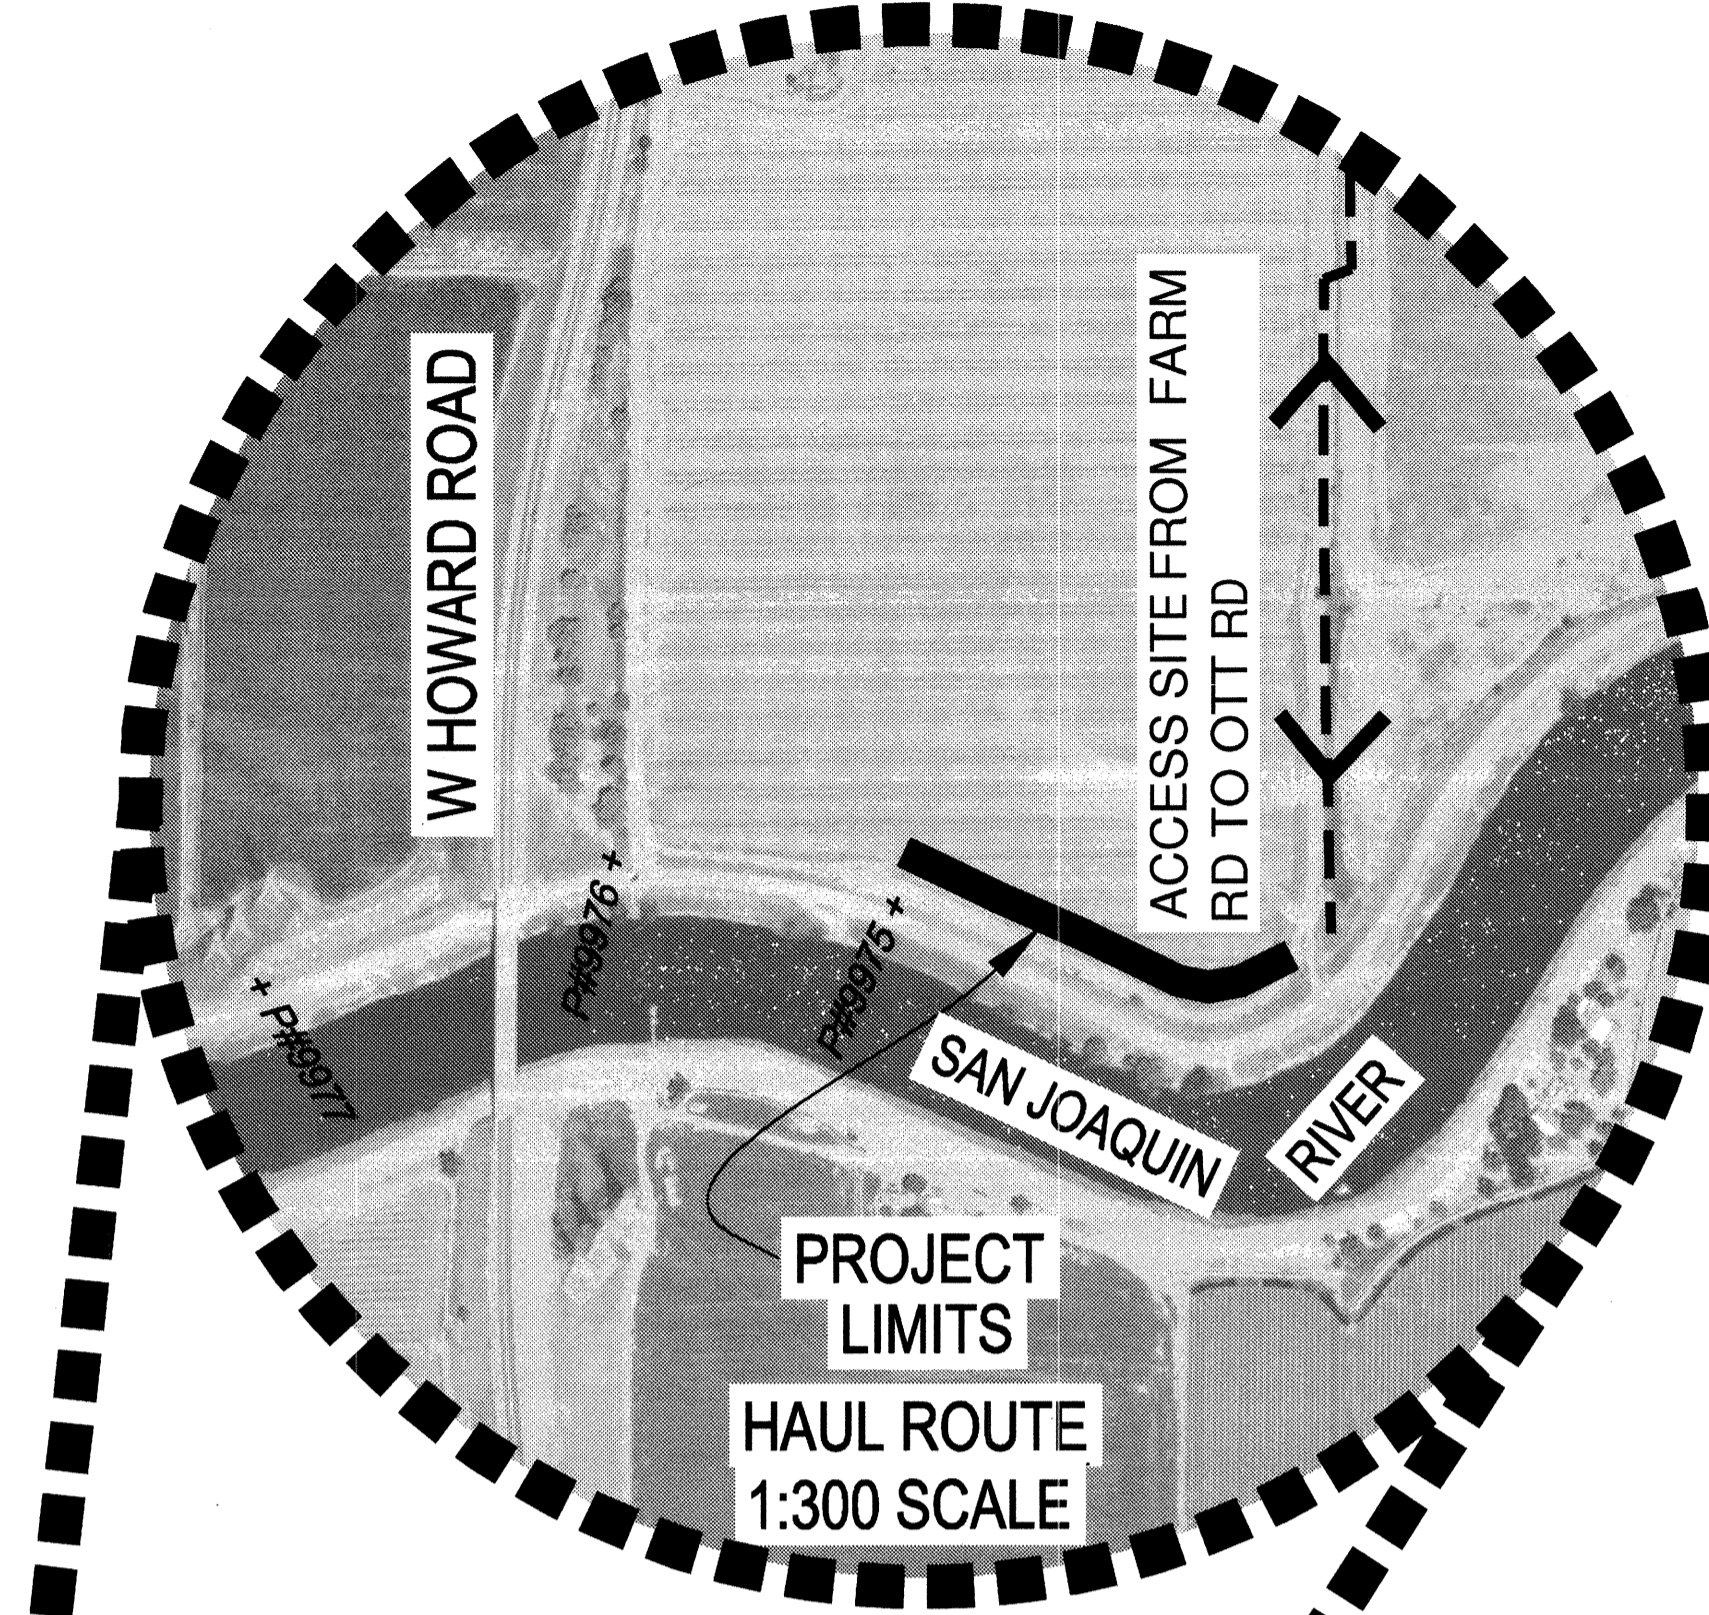 W HOWARD ROAD
ACCESS SITE FROM FARM
RD TO OTT RD
P#9977
P#9976
P#9975
SAN JOAQUIN
RIVER
PROJECT
LIMITS
HAUL ROUTE
1:300 SCALE